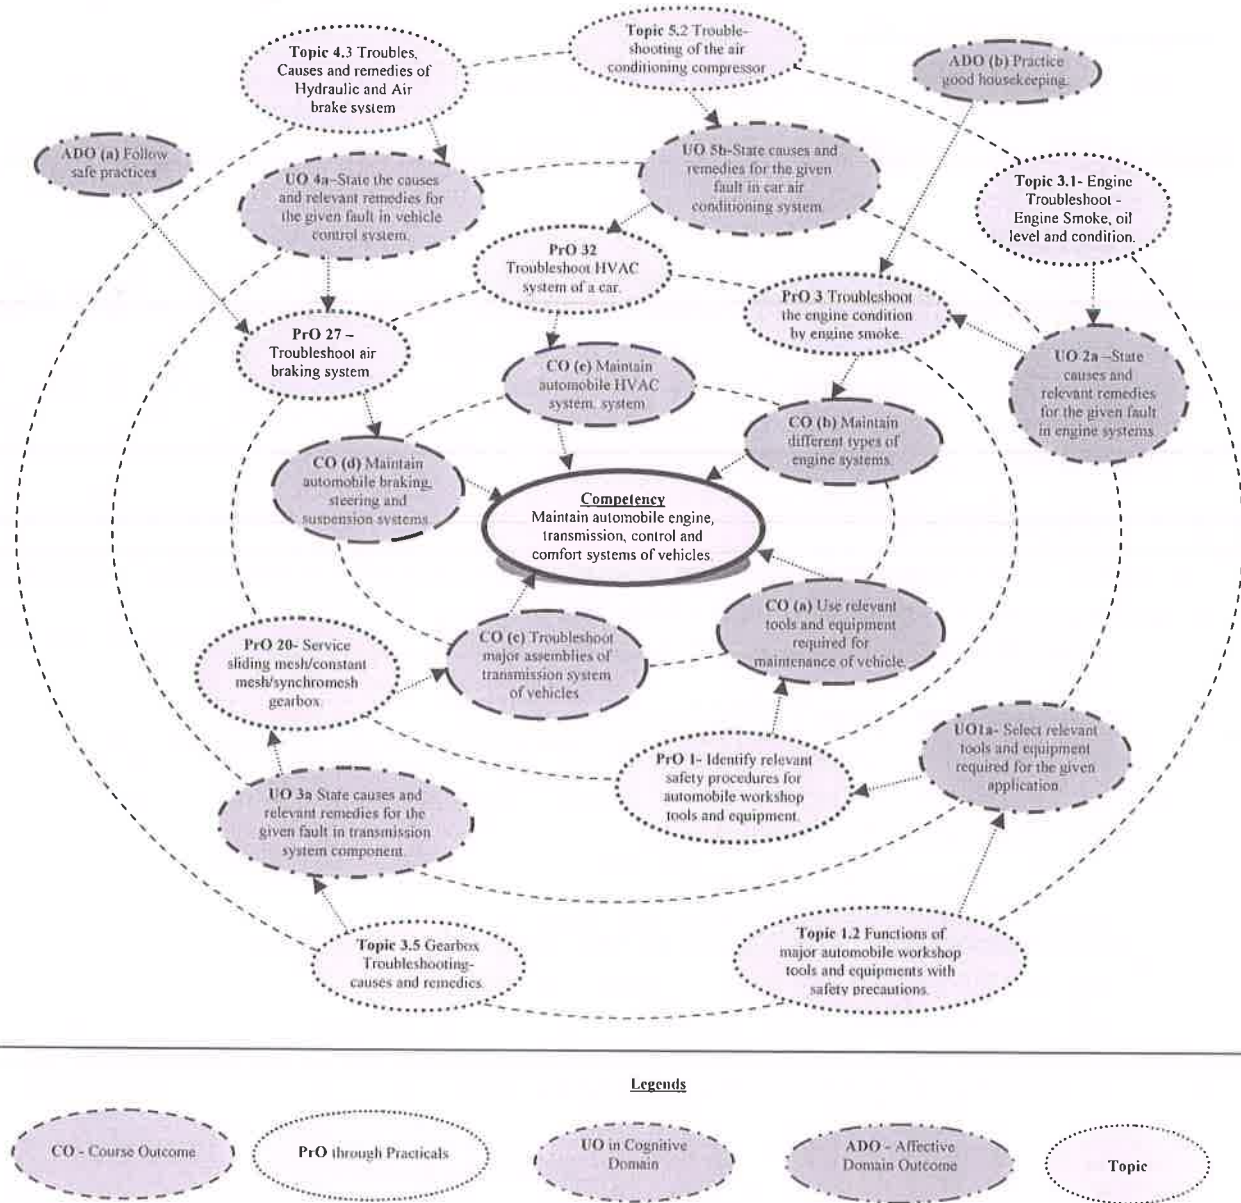 Topic 4.3 Troubles,
Causes and remedies of
Hydraulic and Air
brake system
Topic 5.2 Trouble-
shooting of the air
conditioning compressor
ADO (b) Practice
good housekeeping.
ADO (a) Follow
safe practices
UO 4a–State the causes
and relevant remedies for
the given fault in vehicle
control system.
UO 5b-State causes and
remedies for the given
fault in car air
conditioning system.
Topic 3.1- Engine
Troubleshoot -
Engine Smoke, oil
level and condition.
PrO 32
Troubleshoot HVAC
system of a car.
PrO 3 Troubleshoot
the engine condition
by engine smoke.
PrO 27 –
Troubleshoot air
braking system
UO 2a –State
causes and
relevant remedies
for the given fault
in engine systems.
CO (e) Maintain
automobile HVAC
system. system
CO (b) Maintain
different types of
engine systems.
CO (d) Maintain
automobile braking,
steering and
suspension systems.
Competency
Maintain automobile engine,
transmission, control and
comfort systems of vehicles.
CO (a) Use relevant
tools and equipment
required for
maintenance of vehicle
CO (c) Troubleshoot
major assemblies of
transmission system
of vehicles
PrO 20- Service
sliding mesh/constant
mesh/synchromesh
gearbox.
UO1a- Select relevant
tools and equipment
required for the given
application.
PrO 1- Identify relevant
safety procedures for
automobile workshop
tools and equipment.
UO 3a State causes and
relevant remedies for the
given fault in transmission
system component.
Topic 3.5 Gearbox
Troubleshooting-
causes and remedies.
Topic 1.2 Functions of
major automobile workshop
tools and equipments with
safety precautions.
Legends
CO - Course Outcome
PrO through Practicals
UO in Cognitive
Domain
ADO - Affective
Domain Outcome
Topic